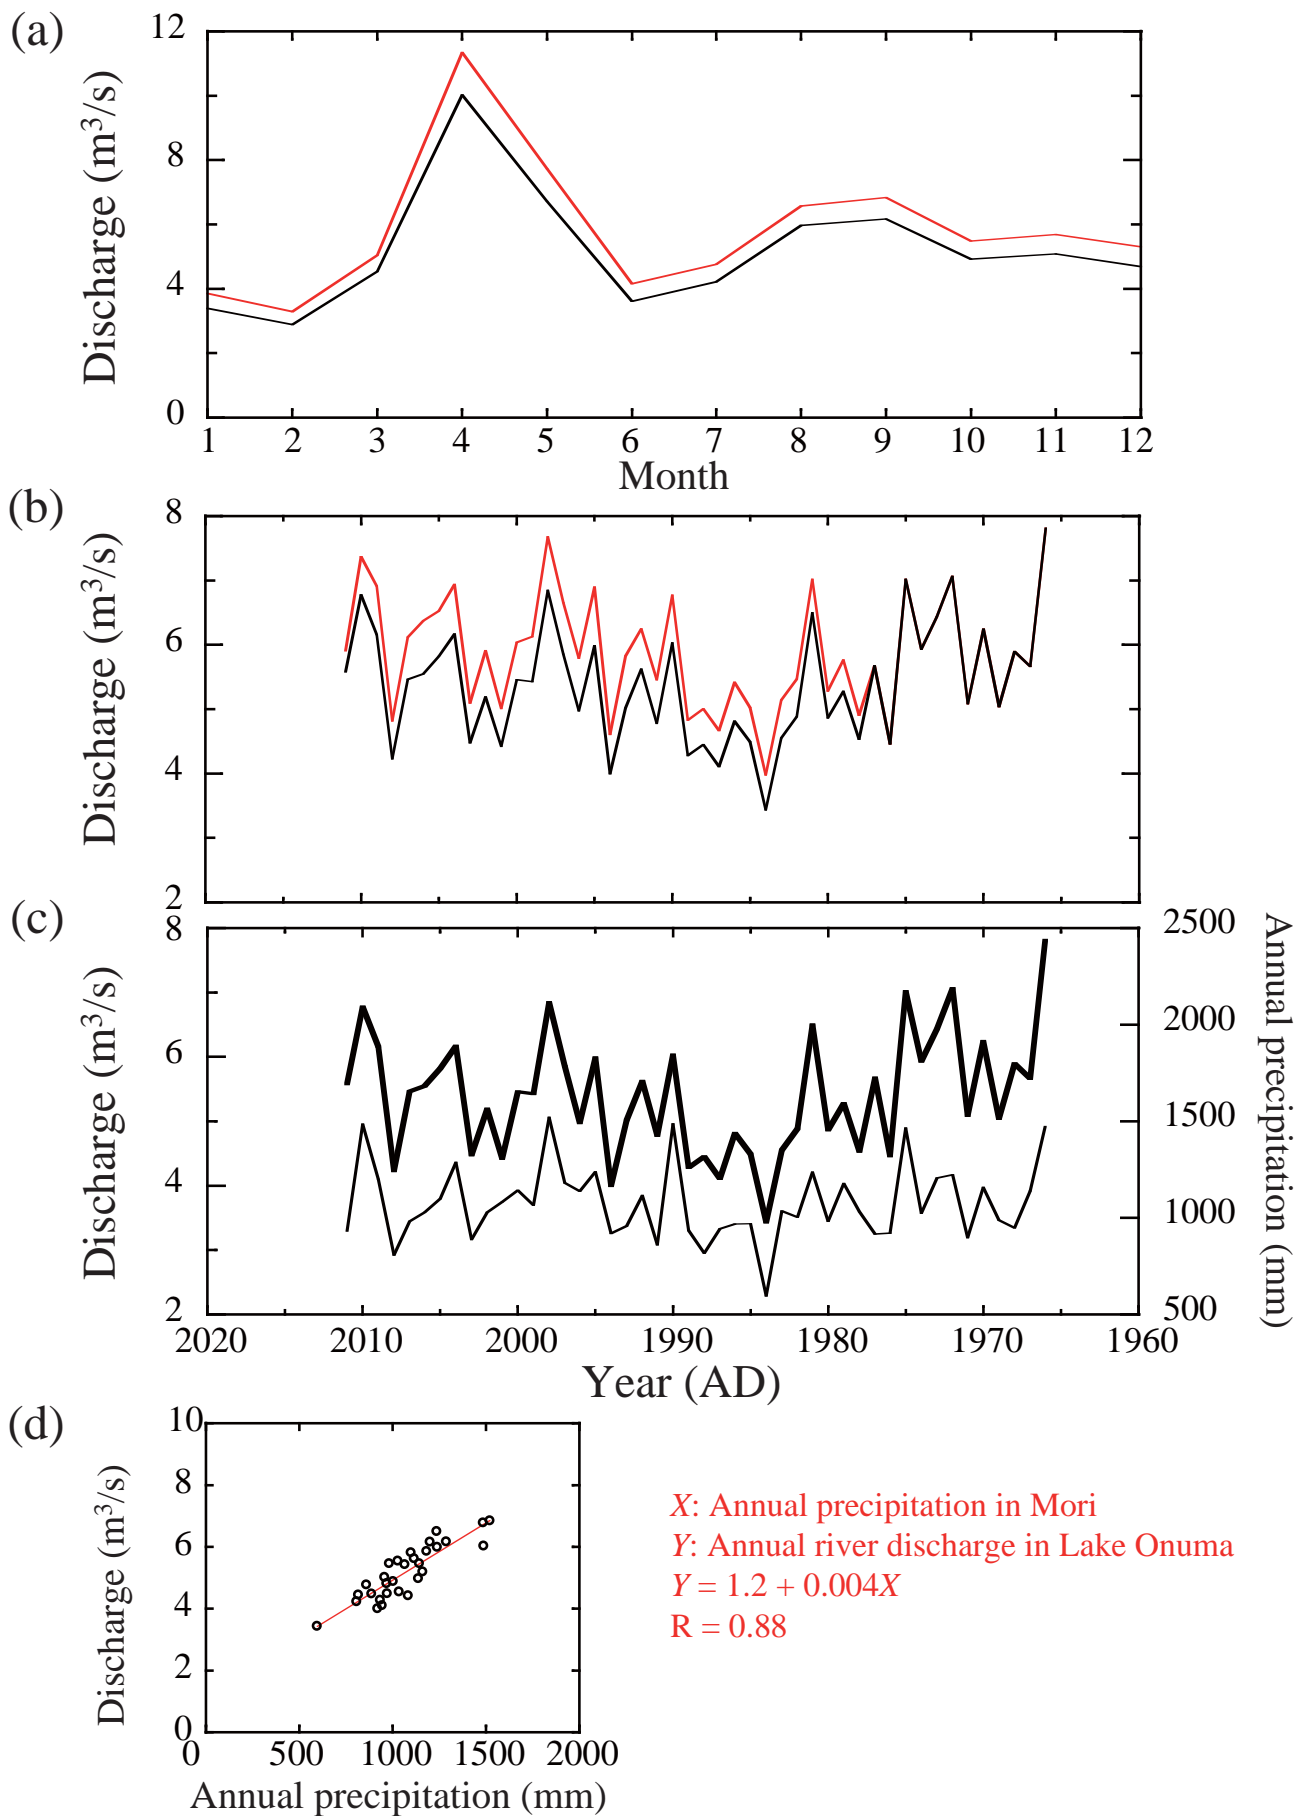 (a)
12
8
4
0
Discharge (m³/s)
1 2 3 4 5 6 7 8 9 10 11 12
Month
(b)
8
6
4
2
Discharge (m³/s)
(c)
8
6
4
2
Discharge (m³/s)
2500
2000
1500
1000
500
Annual precipitation (mm)
2020 2010 2000 1990 1980 1970 1960
Year (AD)
(d)
10
8
6
4
2
0
Discharge (m³/s)
0 500 1000 1500 2000
Annual precipitation (mm)
X: Annual precipitation in Mori
Y: Annual river discharge in Lake Onuma
Y = 1.2 + 0.004X
R = 0.88